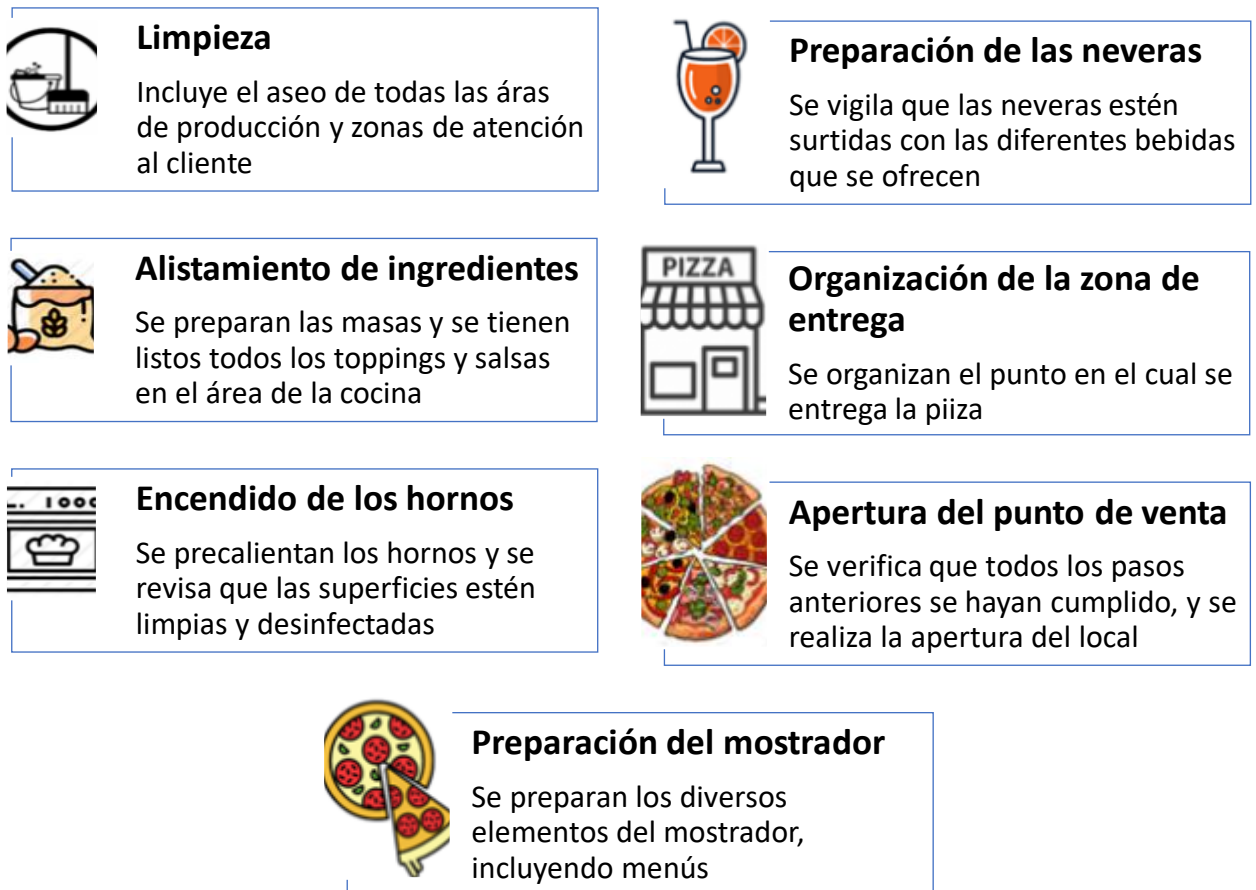 Limpieza
Incluye el aseo de todas las áras
de producción y zonas de atención
al cliente
Preparación de las neveras
Se vigila que las neveras estén
surtidas con las diferentes bebidas
que se ofrecen
Alistamiento de ingredientes
Se preparan las masas y se tienen
listos todos los toppings y salsas
en el área de la cocina
PIZZA
Organización de la zona de
entrega
Se organizan el punto en el cual se
entrega la piiza
Encendido de los hornos
Se precalientan los hornos y se
revisa que las superficies estén
limpias y desinfectadas
Apertura del punto de venta
Se verifica que todos los pasos
anteriores se hayan cumplido, y se
realiza la apertura del local
Preparación del mostrador
Se preparan los diversos
elementos del mostrador,
incluyendo menús